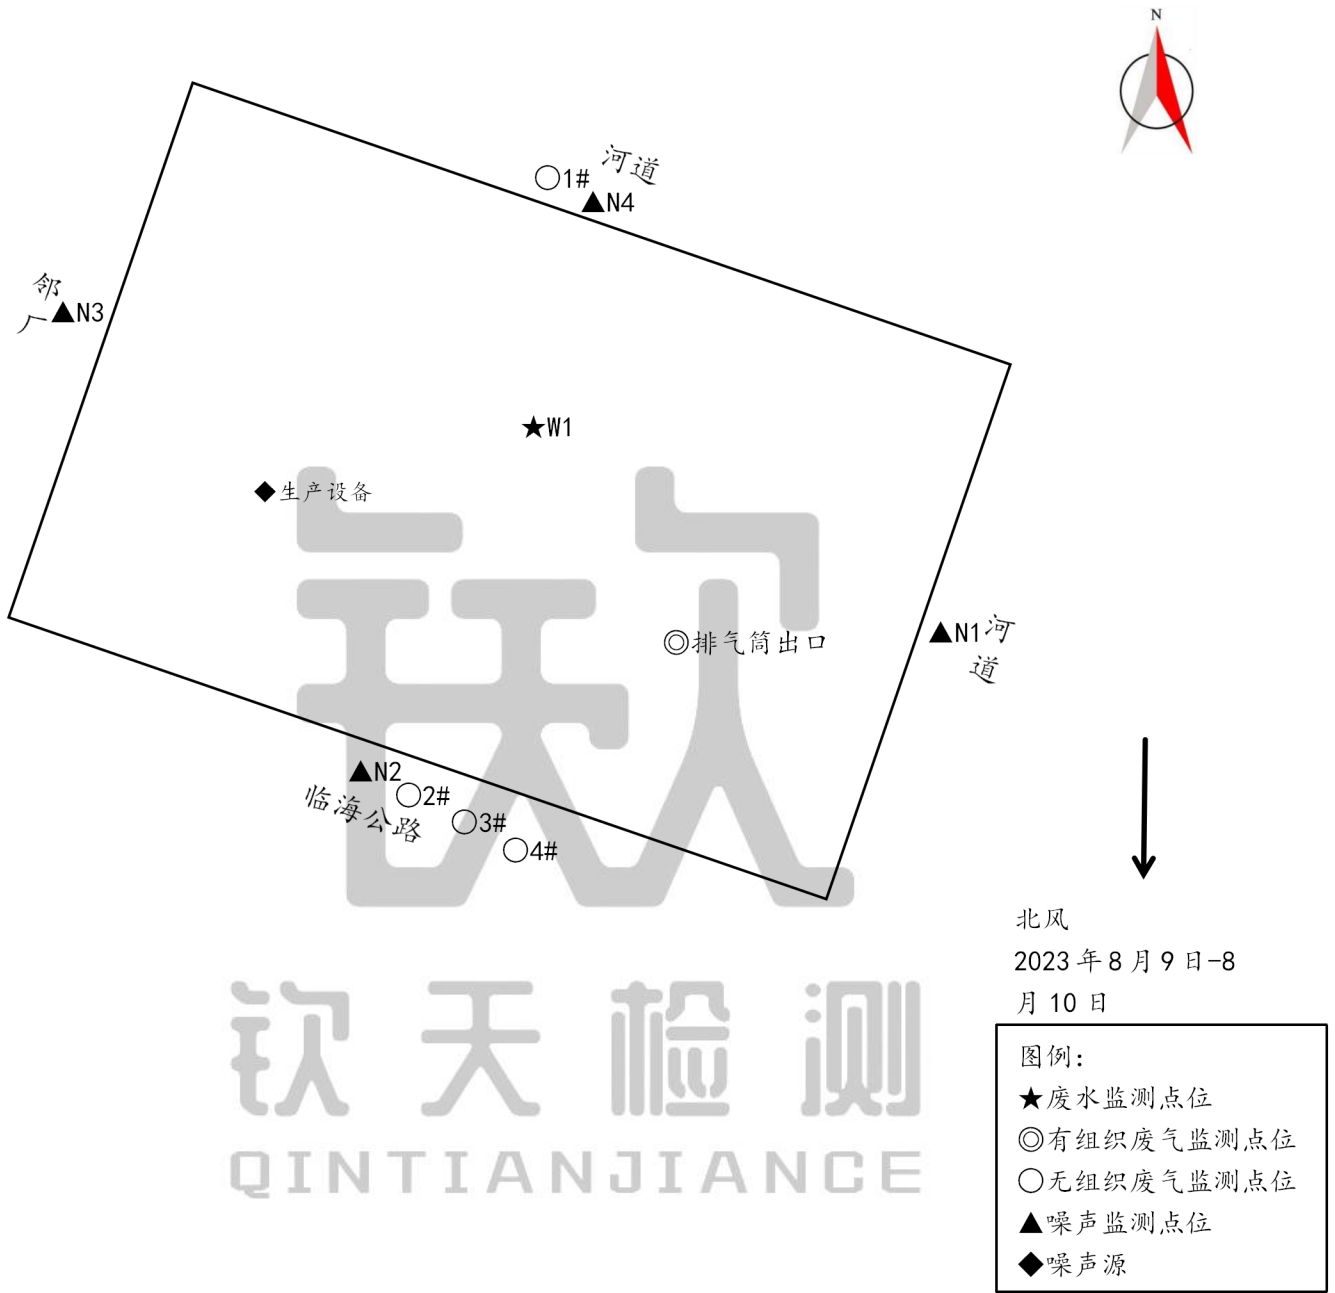 N
河道
○1#
▲N4
邻厂
▲N3
★W1
◆生产设备
◎排气筒出口
▲N1
河道
▲N2
○2#
临海公路
○3#
○4#
北风
2023年8月9日-8
月10日
钦
钦天检测
QINTIANJIANCE
图例:
★废水监测点位
◎有组织废气监测点位
○无组织废气监测点位
▲噪声监测点位
◆噪声源